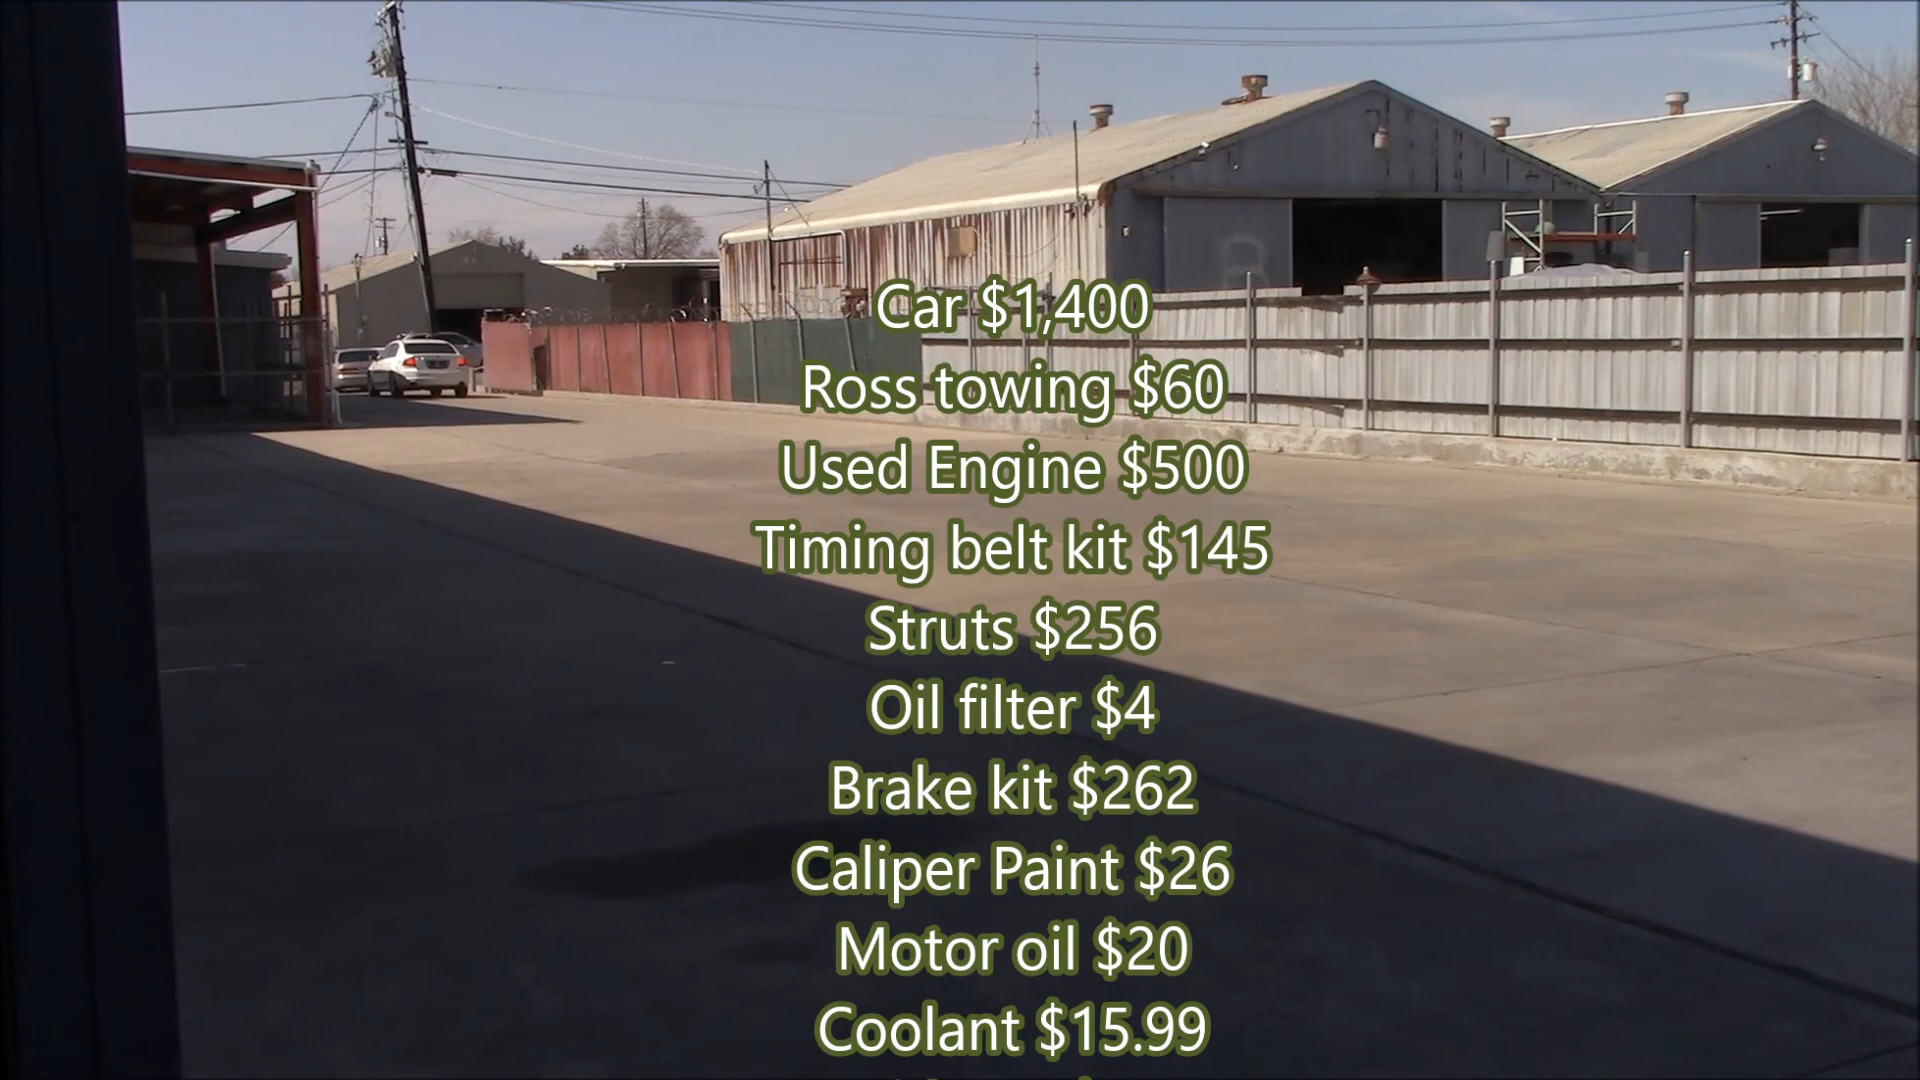 Car $1,400
Ross towing $60
Used Engine $500
Timing belt kit $145
Struts $256
Oil filter $4
Brake kit $262
Caliper Paint $26
Motor oil $20
Coolant $15.99